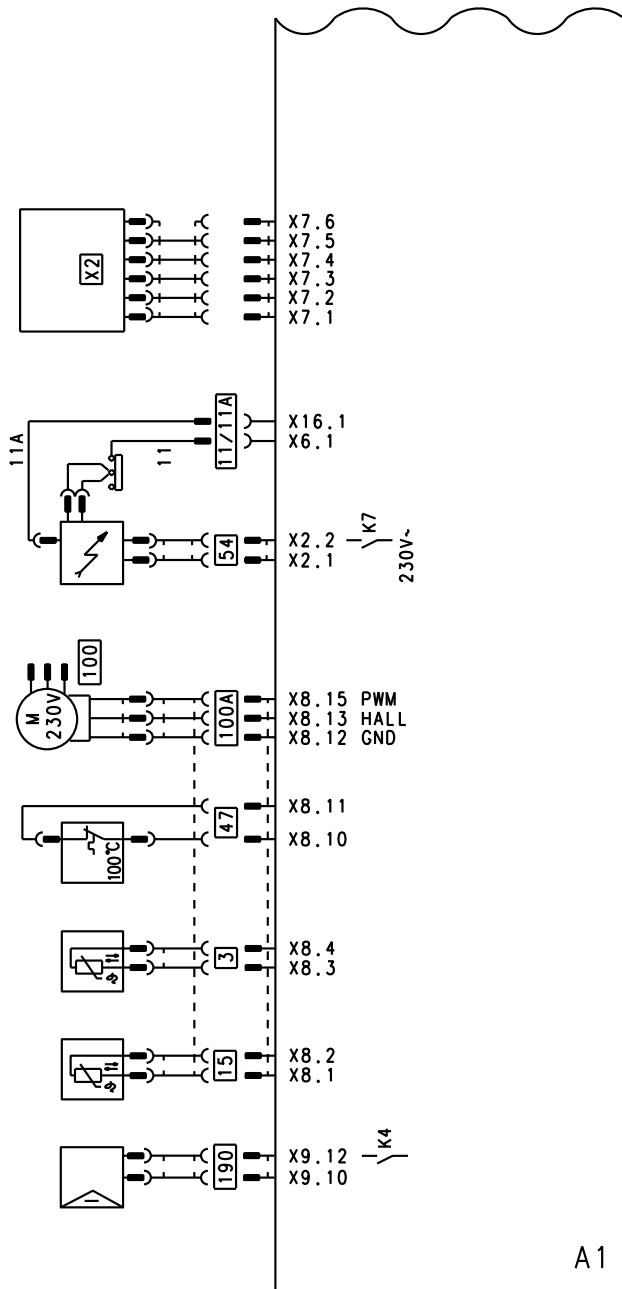 X7.6
X7.5
X2
X7.4
X7.3
X7.2
X7.1
11A
11
11/11A
X16.1
X6.1
54
X2.2
K7
X2.1
230V~
100
M
230V
100A
X8.15 PWM
X8.13 HALL
X8.12 GND
47
X8.11
X8.10
100°C
3
X8.4
X8.3
ϑ
15
X8.2
X8.1
ϑ
190
X9.12
K4
X9.10
A1